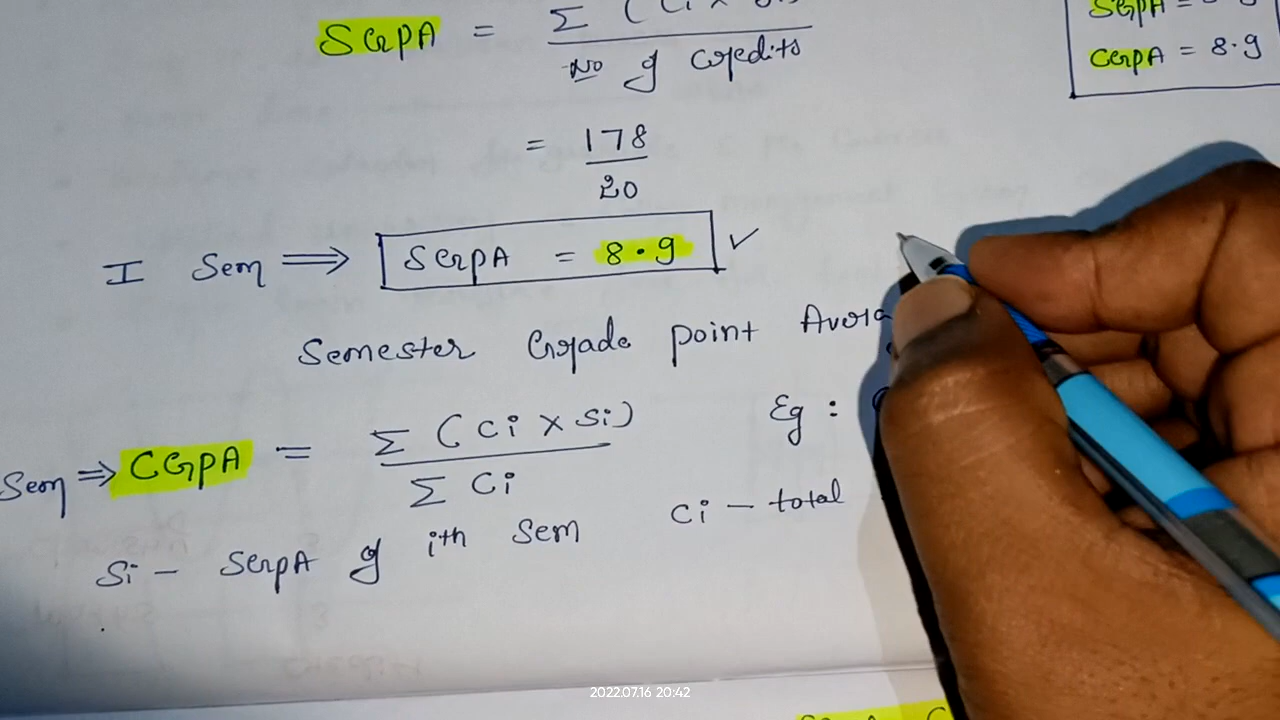 SGPA =
SGPA = Σ (Ci ×
No of credits
CGPA = 8.9
= 178
20
I Sem ⟹ SGPA = 8.9 ✓
Semester Grade point Avera
Sem ⇒ CGPA = Σ (Ci × Si)
Σ Ci
Eg :
Si – SGPA of ith Sem
Ci – total
2022.07.16 20:42